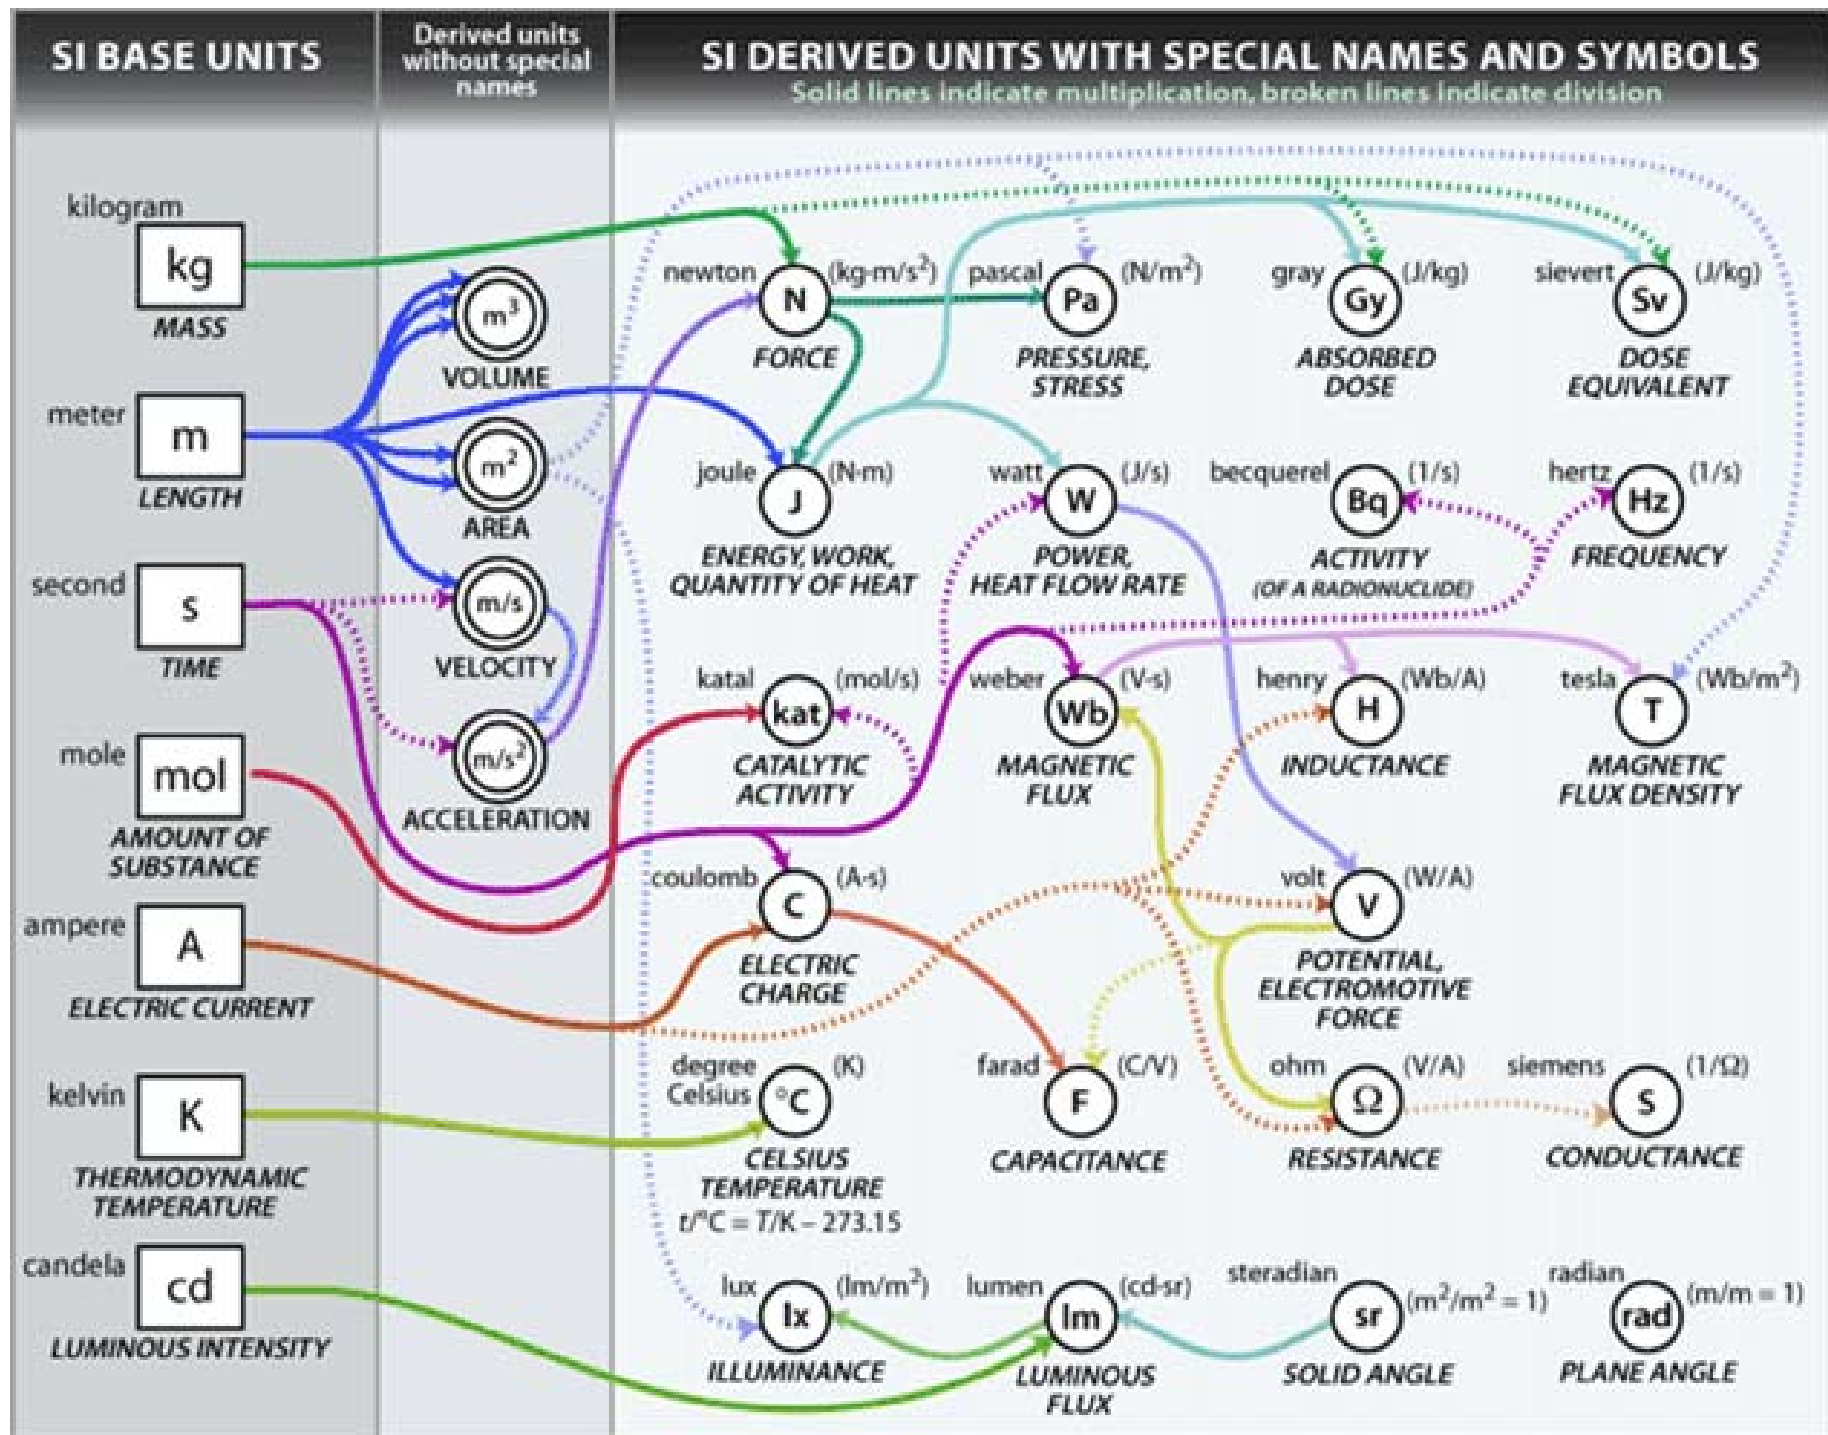 SI BASE UNITS
Derived units
without special
names
SI DERIVED UNITS WITH SPECIAL NAMES AND SYMBOLS
Solid lines indicate multiplication, broken lines indicate division
kilogram
kg
MASS
meter
m
LENGTH
second
s
TIME
mole
mol
AMOUNT OF
SUBSTANCE
ampere
A
ELECTRIC CURRENT
kelvin
K
THERMODYNAMIC
TEMPERATURE
candela
cd
LUMINOUS INTENSITY
m³
VOLUME
m²
AREA
m/s
VELOCITY
m/s²
ACCELERATION
newton
N
(kg·m/s²)
FORCE
pascal
Pa
(N/m²)
PRESSURE,
STRESS
gray
Gy
(J/kg)
ABSORBED
DOSE
sievert
Sv
(J/kg)
DOSE
EQUIVALENT
joule
J
(N·m)
ENERGY, WORK,
QUANTITY OF HEAT
watt
W
(J/s)
POWER,
HEAT FLOW RATE
becquerel
Bq
(1/s)
ACTIVITY
(OF A RADIONUCLIDE)
hertz
Hz
(1/s)
FREQUENCY
katal
kat
(mol/s)
CATALYTIC
ACTIVITY
weber
Wb
(V·s)
MAGNETIC
FLUX
henry
H
(Wb/A)
INDUCTANCE
tesla
T
(Wb/m²)
MAGNETIC
FLUX DENSITY
coulomb
C
(A·s)
ELECTRIC
CHARGE
volt
V
(W/A)
POTENTIAL,
ELECTROMOTIVE
FORCE
degree
Celsius
°C
(K)
CELSIUS
TEMPERATURE
t/°C = T/K – 273.15
farad
F
(C/V)
CAPACITANCE
ohm
Ω
(V/A)
RESISTANCE
siemens
S
(1/Ω)
CONDUCTANCE
lux
lx
(lm/m²)
ILLUMINANCE
lumen
lm
(cd·sr)
LUMINOUS
FLUX
steradian
sr
(m²/m² = 1)
SOLID ANGLE
radian
rad
(m/m = 1)
PLANE ANGLE